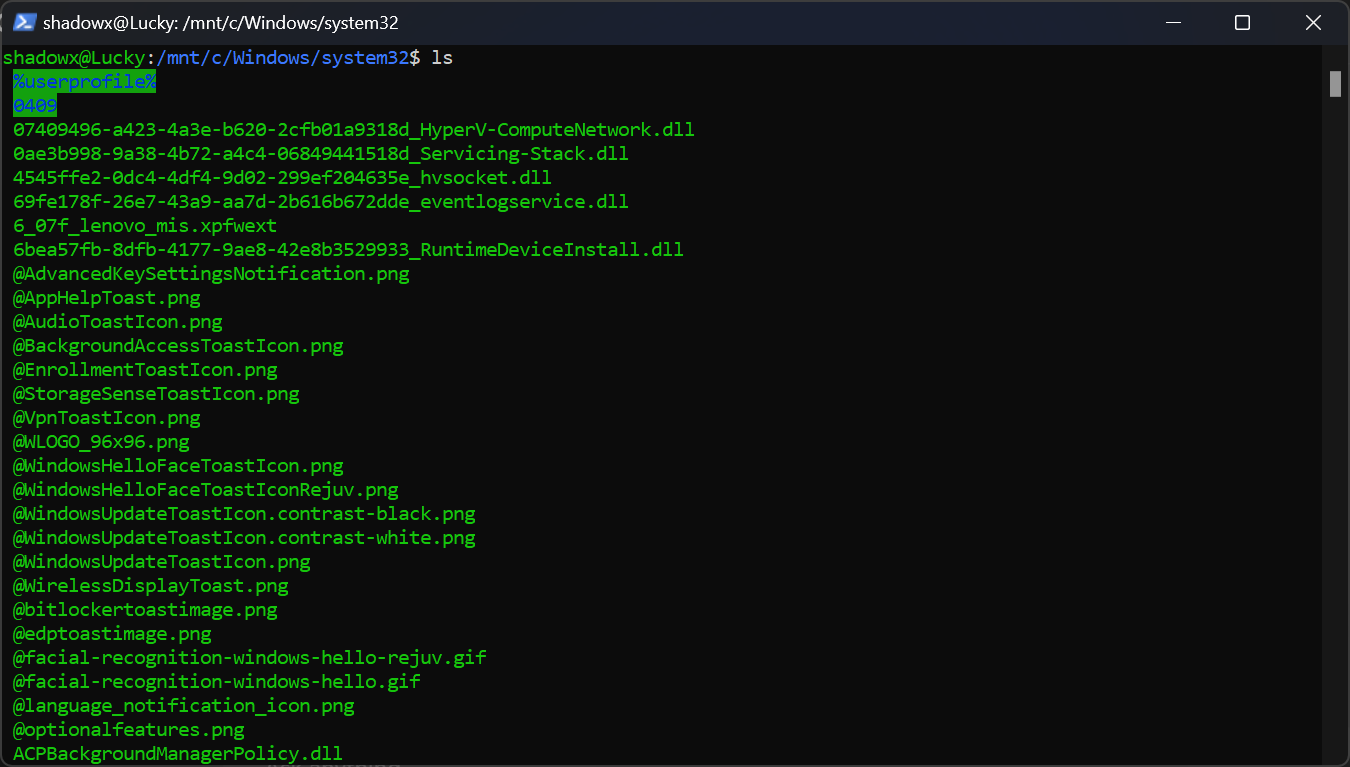 shadowx@Lucky: /mnt/c/Windows/system32
shadowx@Lucky:/mnt/c/Windows/system32$ ls
%userprofile%
0409
07409496-a423-4a3e-b620-2cfb01a9318d_HyperV-ComputeNetwork.dll
0ae3b998-9a38-4b72-a4c4-06849441518d_Servicing-Stack.dll
4545ffe2-0dc4-4df4-9d02-299ef204635e_hvsocket.dll
69fe178f-26e7-43a9-aa7d-2b616b672dde_eventlogservice.dll
6_07f_lenovo_mis.xpfwext
6bea57fb-8dfb-4177-9ae8-42e8b3529933_RuntimeDeviceInstall.dll
@AdvancedKeySettingsNotification.png
@AppHelpToast.png
@AudioToastIcon.png
@BackgroundAccessToastIcon.png
@EnrollmentToastIcon.png
@StorageSenseToastIcon.png
@VpnToastIcon.png
@WLOGO_96x96.png
@WindowsHelloFaceToastIcon.png
@WindowsHelloFaceToastIconRejuv.png
@WindowsUpdateToastIcon.contrast-black.png
@WindowsUpdateToastIcon.contrast-white.png
@WindowsUpdateToastIcon.png
@WirelessDisplayToast.png
@bitlockertoastimage.png
@edptoastimage.png
@facial-recognition-windows-hello-rejuv.gif
@facial-recognition-windows-hello.gif
@language_notification_icon.png
@optionalfeatures.png
ACPBackgroundManagerPolicy.dll